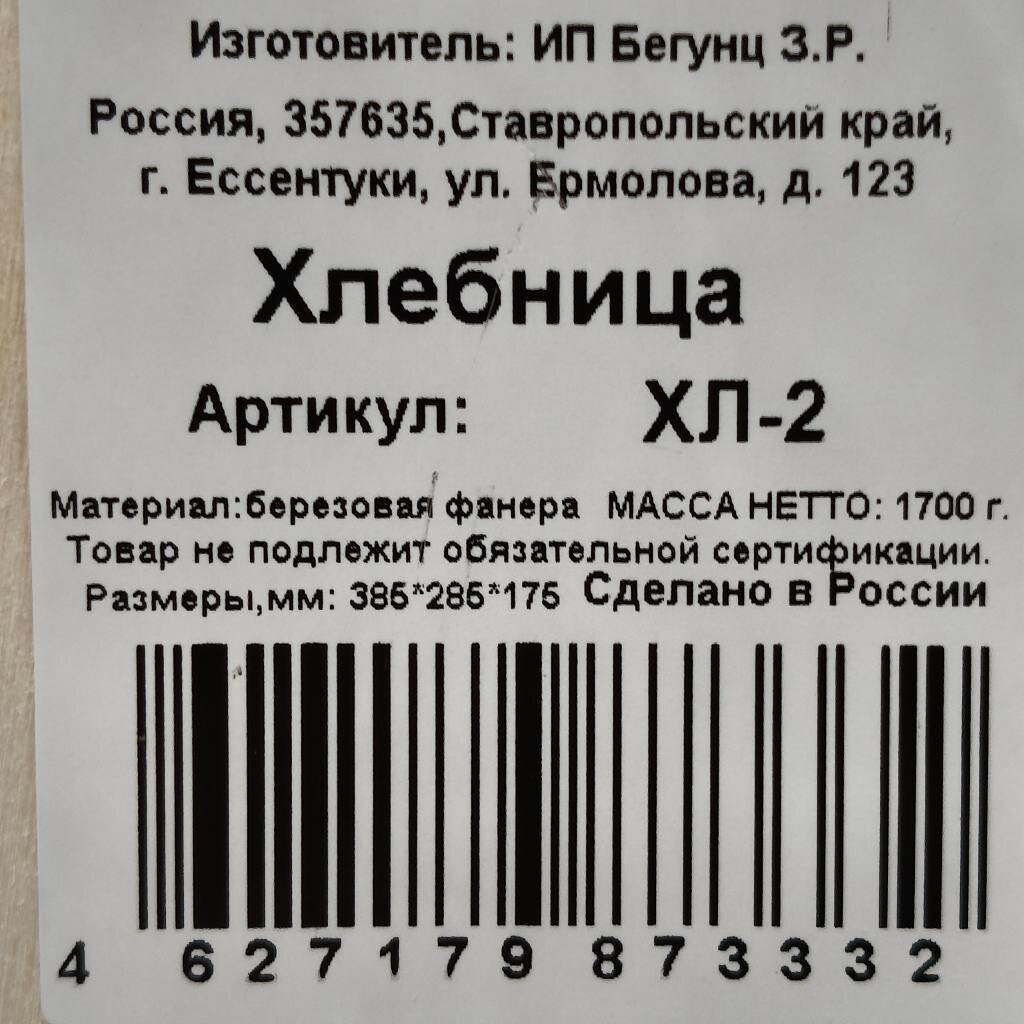 Изготовитель: ИП Бегунц З.Р.
Россия, 357635,Ставропольский край,
г. Ессентуки, ул. Ермолова, д. 123
Хлебница
Артикул: ХЛ-2
Материал:березовая фанера МАССА НЕТТО: 1700 г.
Товар не подлежит обязательной сертификации.
Размеры,мм: 385*285*175 Сделано в России
4 627179 873332